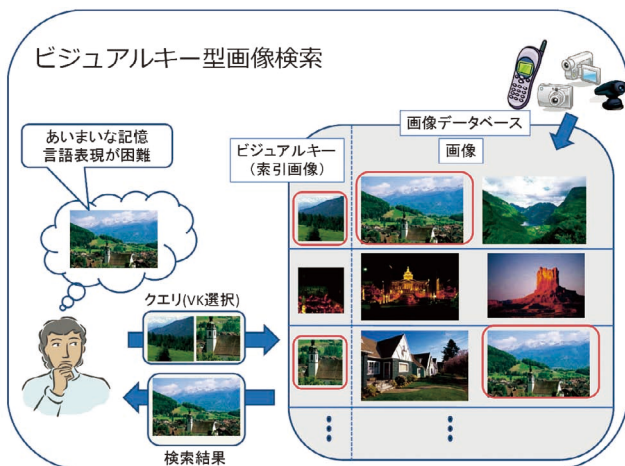 ビジュアルキー型画像検索
あいまいな記憶
言語表現が困難
画像データベース
ビジュアルキー
(索引画像)
画像
クエリ(VK選択)
検索結果